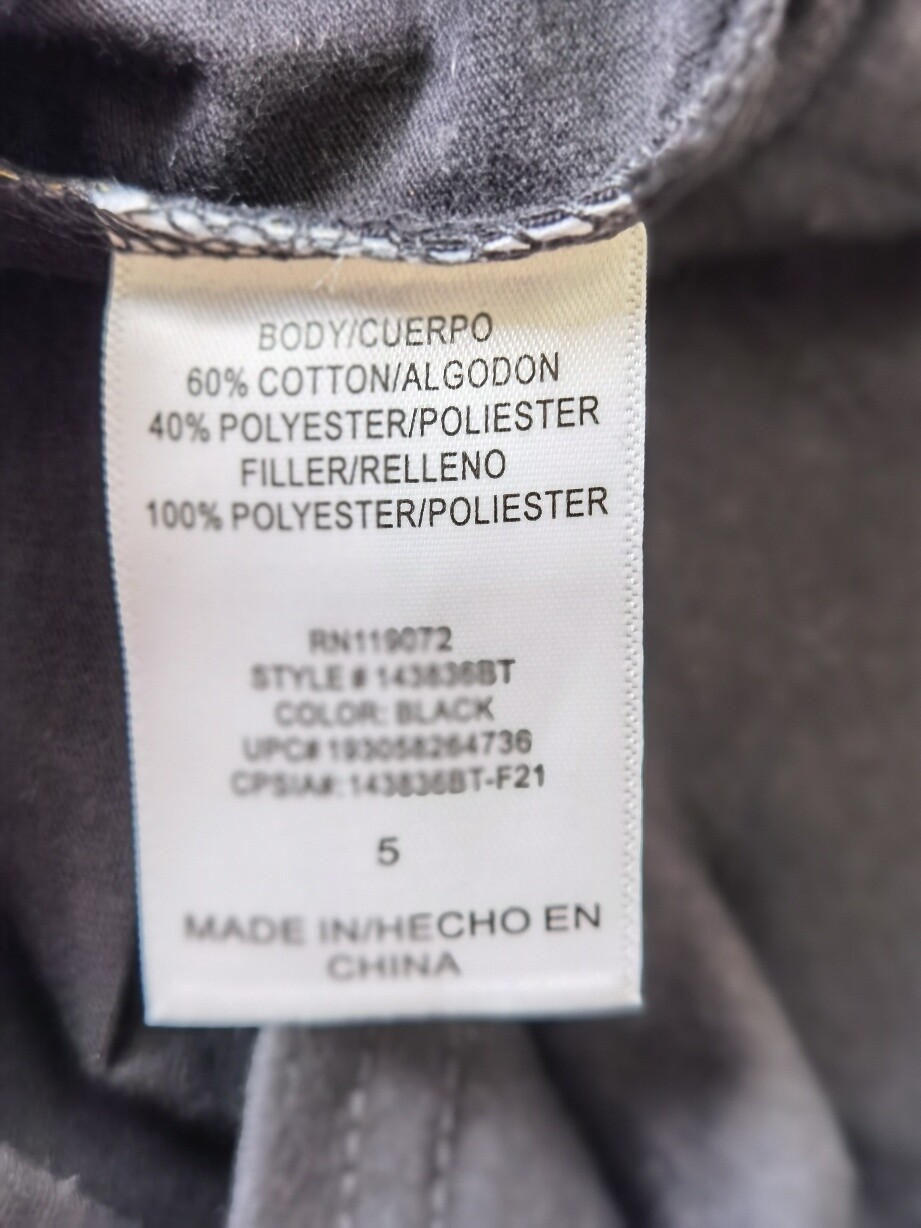 BODY/CUERPO
60% COTTON/ALGODON
40% POLYESTER/POLIESTER
FILLER/RELLENO
100% POLYESTER/POLIESTER
RN119072
STYLE # 143836BT
COLOR: BLACK
UPC# 193058264736
CPSIA#: 143836BT-F21
5
MADE IN/HECHO EN
CHINA